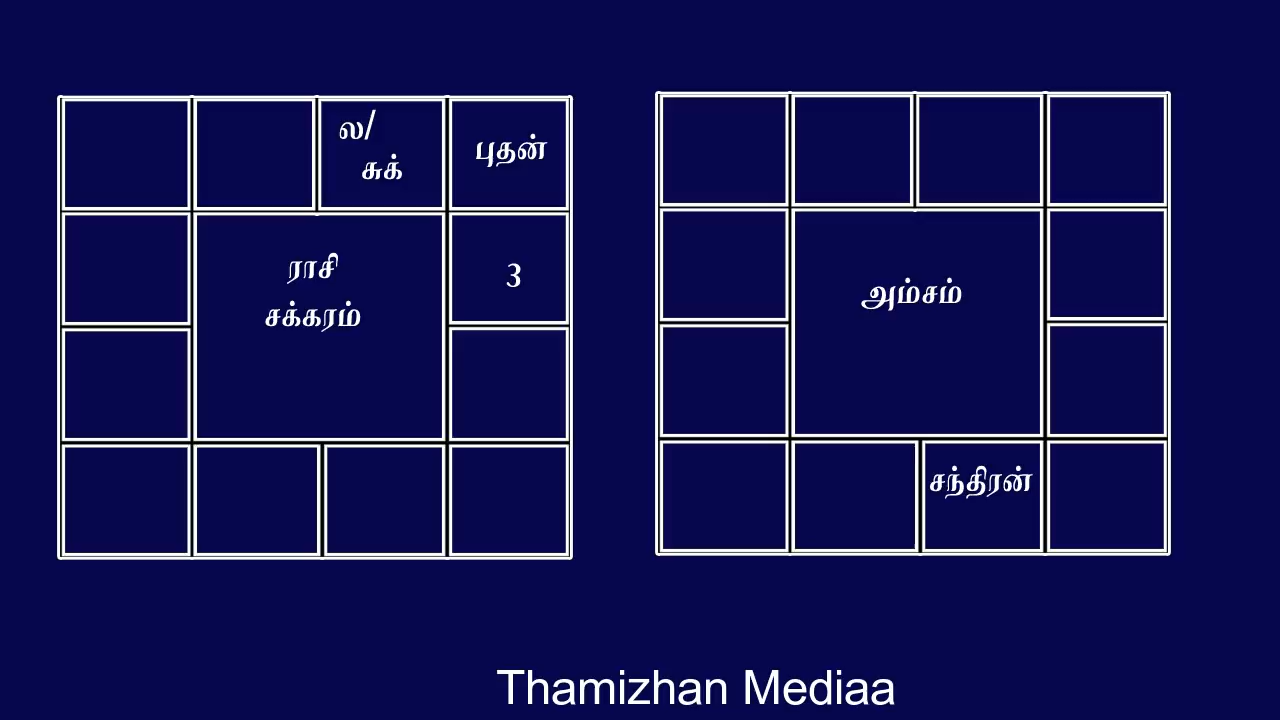 ல/
சுக்
புதன்
ராசி
சக்கரம்
3
அம்சம்
சந்திரன்
Thamizhan Mediaa